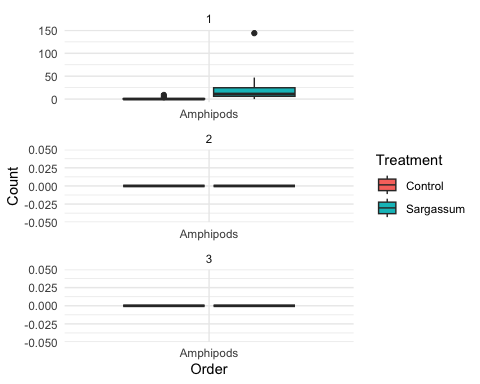 1
150
100
50
0
Amphipods
2
0.050
0.025
0.000
-0.025
-0.050
Amphipods
3
0.050
0.025
0.000
-0.025
-0.050
Amphipods
Order
Count
Treatment
Control
Sargassum